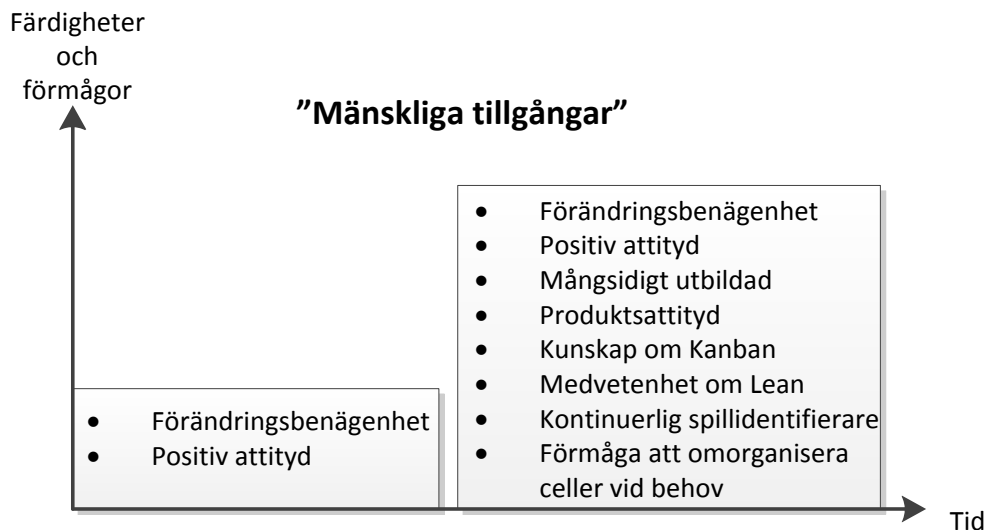 Färdigheter
och
förmågor
”Mänskliga tillgångar”
• Förändringsbenägenhet
• Positiv attityd
• Förändringsbenägenhet
• Positiv attityd
• Mångsidigt utbildad
• Produktsattityd
• Kunskap om Kanban
• Medvetenhet om Lean
• Kontinuerlig spillidentifierare
• Förmåga att omorganisera
celler vid behov
Tid